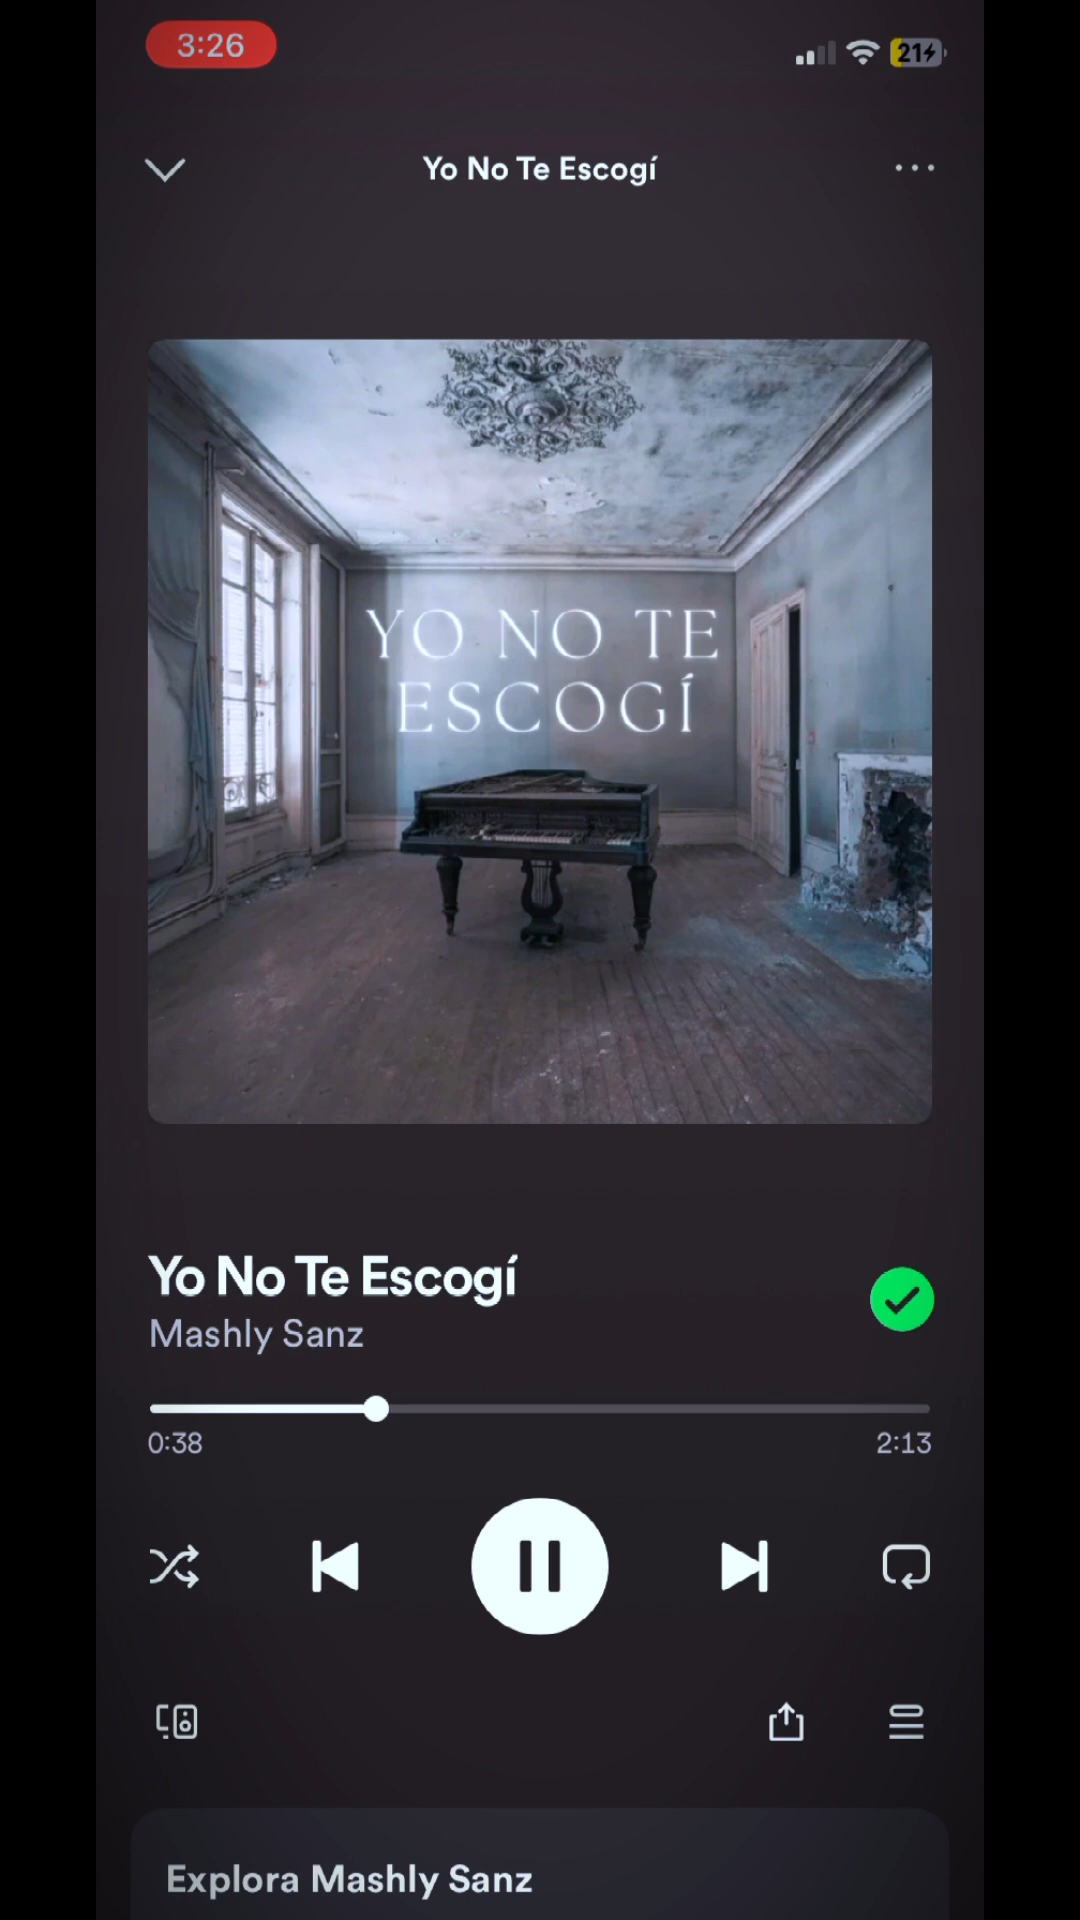 3:26
21
Yo No Te Escogí
YO NO TE
ESCOGÍ
Yo No Te Escogí
Mashly Sanz
0:38
2:13
Explora Mashly Sanz